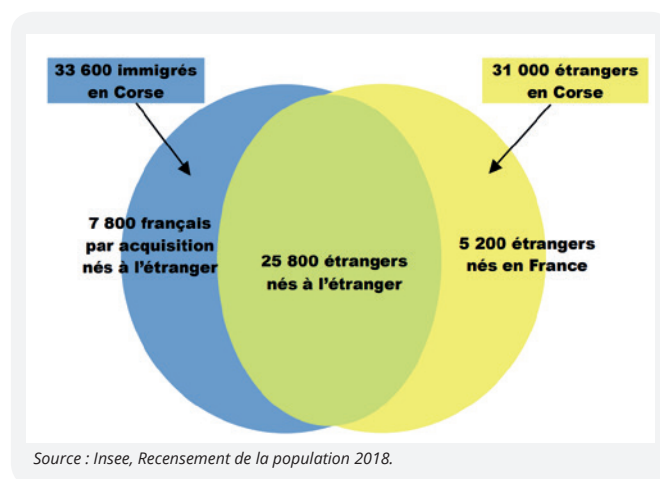 33 600 immigrés
en Corse
31 000 étrangers
en Corse
7 800 français
par acquisition
nés à l'étranger
25 800 étrangers
nés à l'étranger
5 200 étrangers
nés en France
Source : Insee, Recensement de la population 2018.